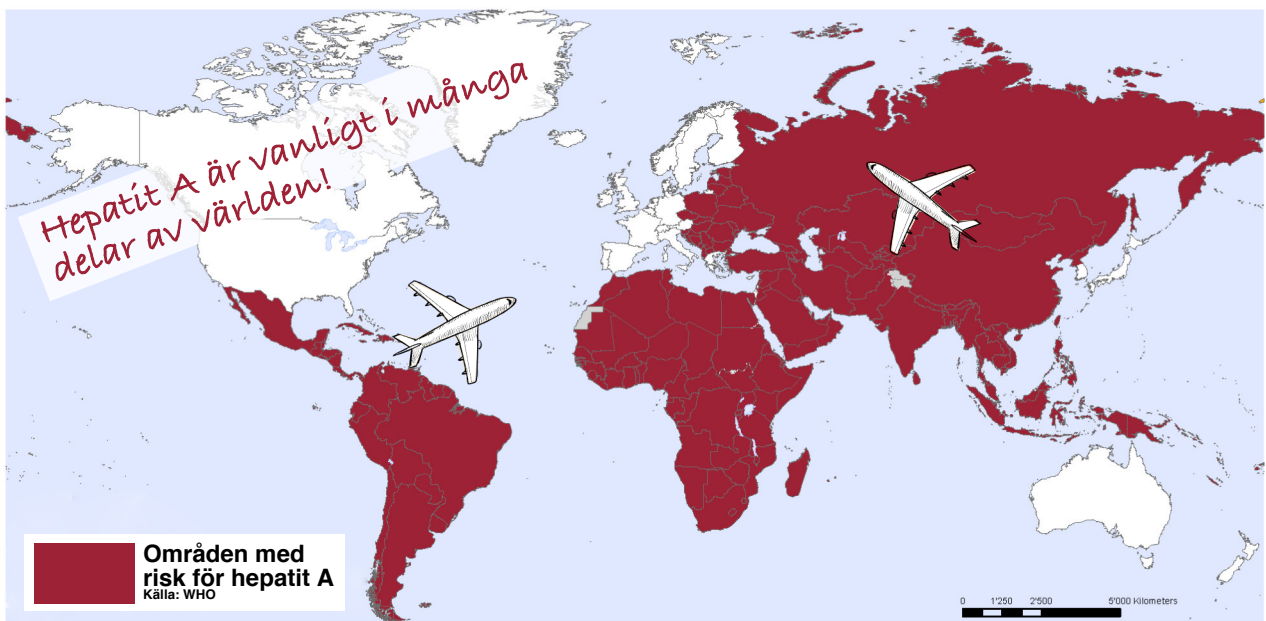 Hepatit A är vanligt i många
delar av världen!
Områden med
risk för hepatit A
Källa: WHO
0 1'250 2'500 5'000 Kilometers